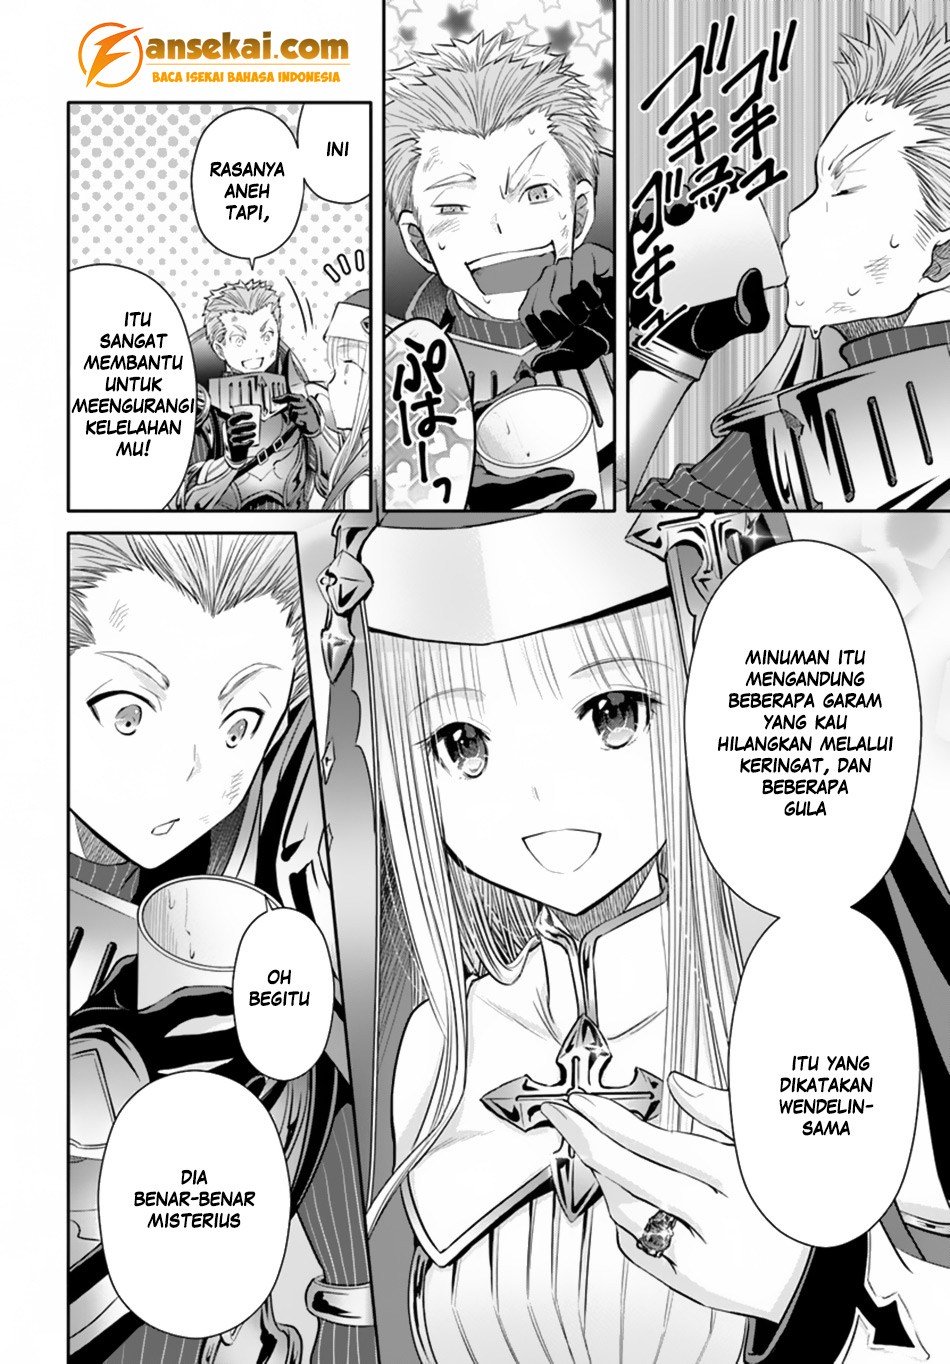 ansekai.com
BACA ISEKAI BAHASA INDONESIA
ゴキュ
ゴキュ
ゴキュ
ぷはーっ
INI
RASANYA
ANEH
TAPI,
ITU
SANGAT
MEMBANTU
UNTUK
MEENGURANGI
KELELAHAN
MU!
MINUMAN ITU
MENGANDUNG
BEBERAPA GARAM
YANG KAU
HILANGKAN MELALUI
KERINGAT, DAN
BEBERAPA
GULA
ITU YANG
DIKATAKAN
WENDELIN-
SAMA
OH
BEGITU
DIA
BENAR-BENAR
MISTERIUS